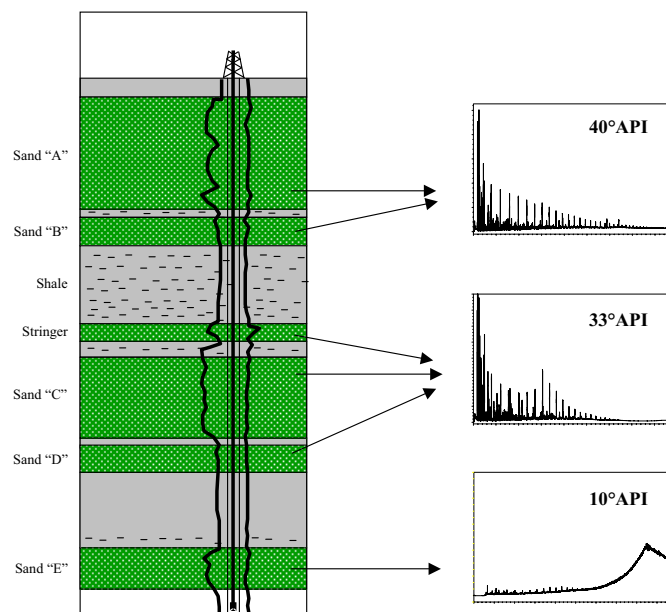 40°API
Sand “A”
Sand “B”
Shale
33°API
Stringer
Sand “C”
Sand “D”
10°API
Sand “E”